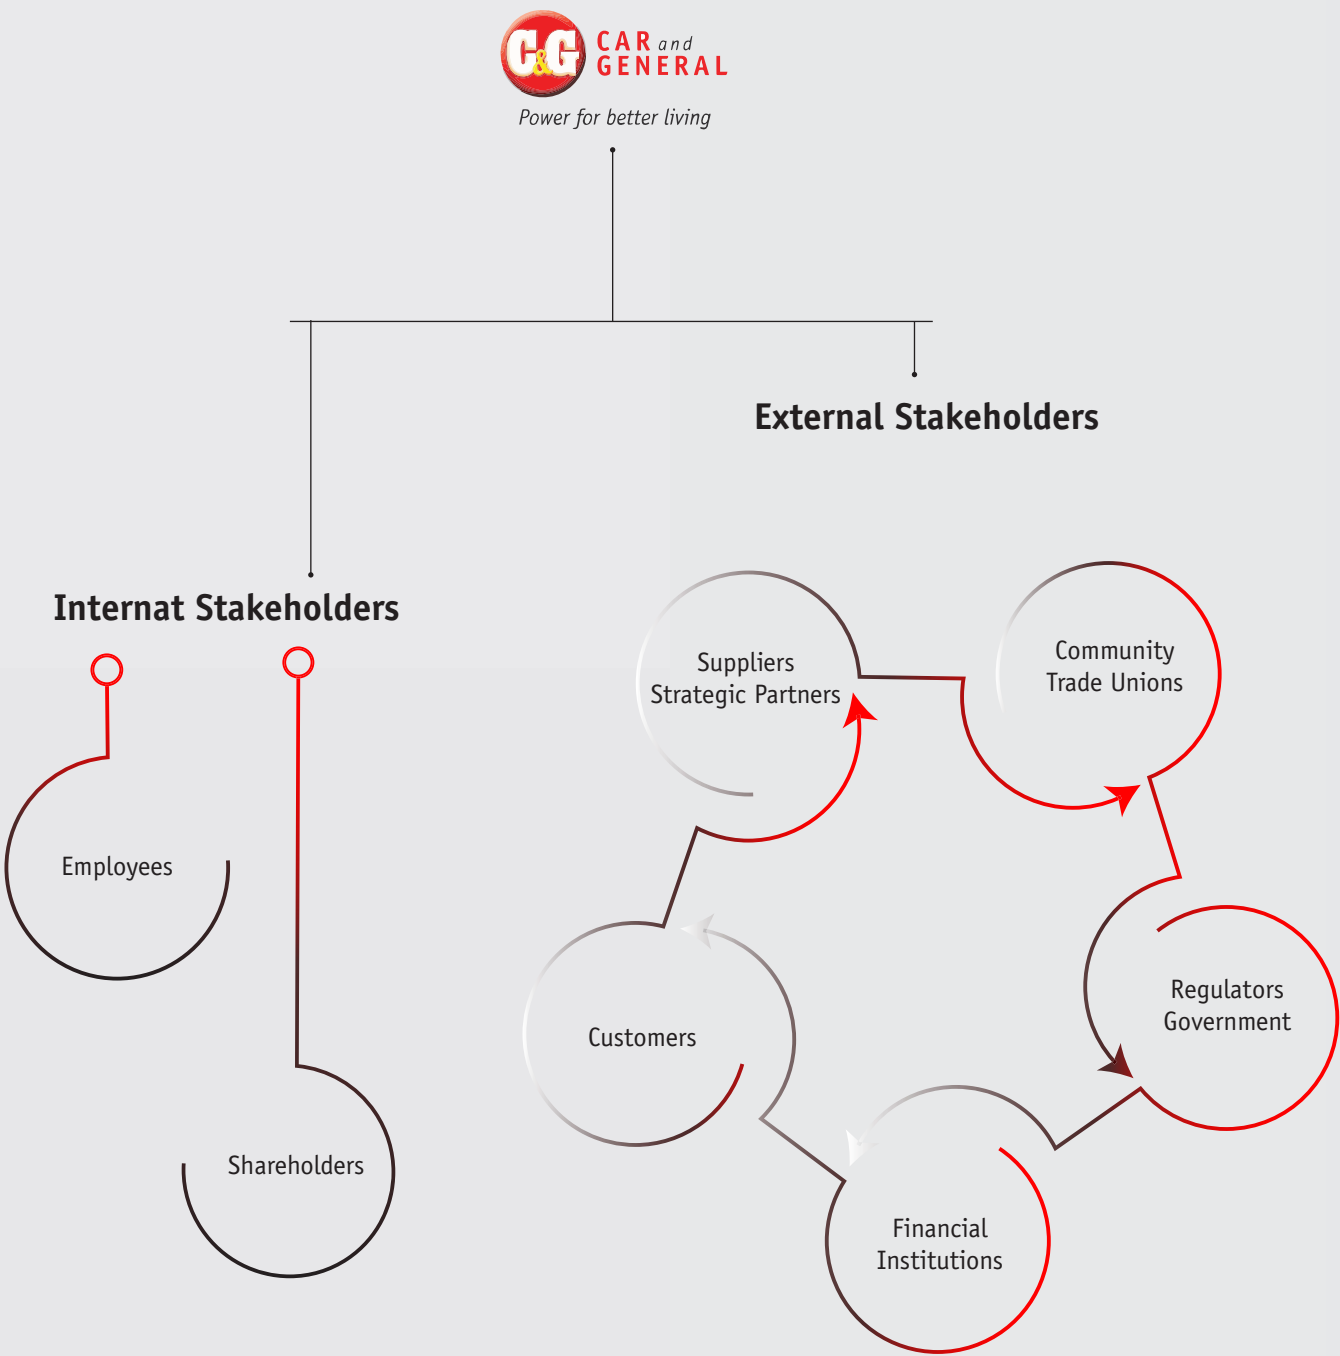 C&G
CAR and
GENERAL
Power for better living
External Stakeholders
Internat Stakeholders
Suppliers
Strategic Partners
Community
Trade Unions
Employees
Regulators
Government
Customers
Shareholders
Financial
Institutions